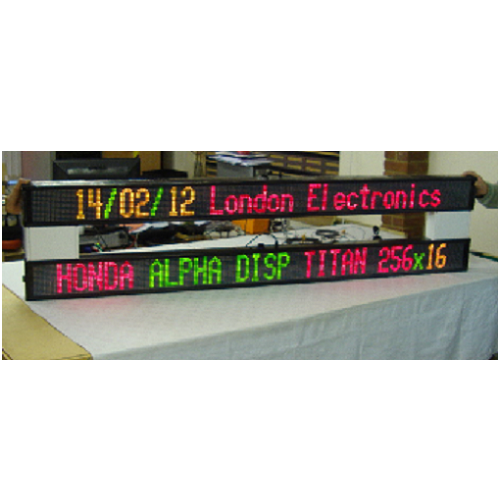 14/02/12 London Electronics
HONDA ALPHA DISP TITAN 256x16